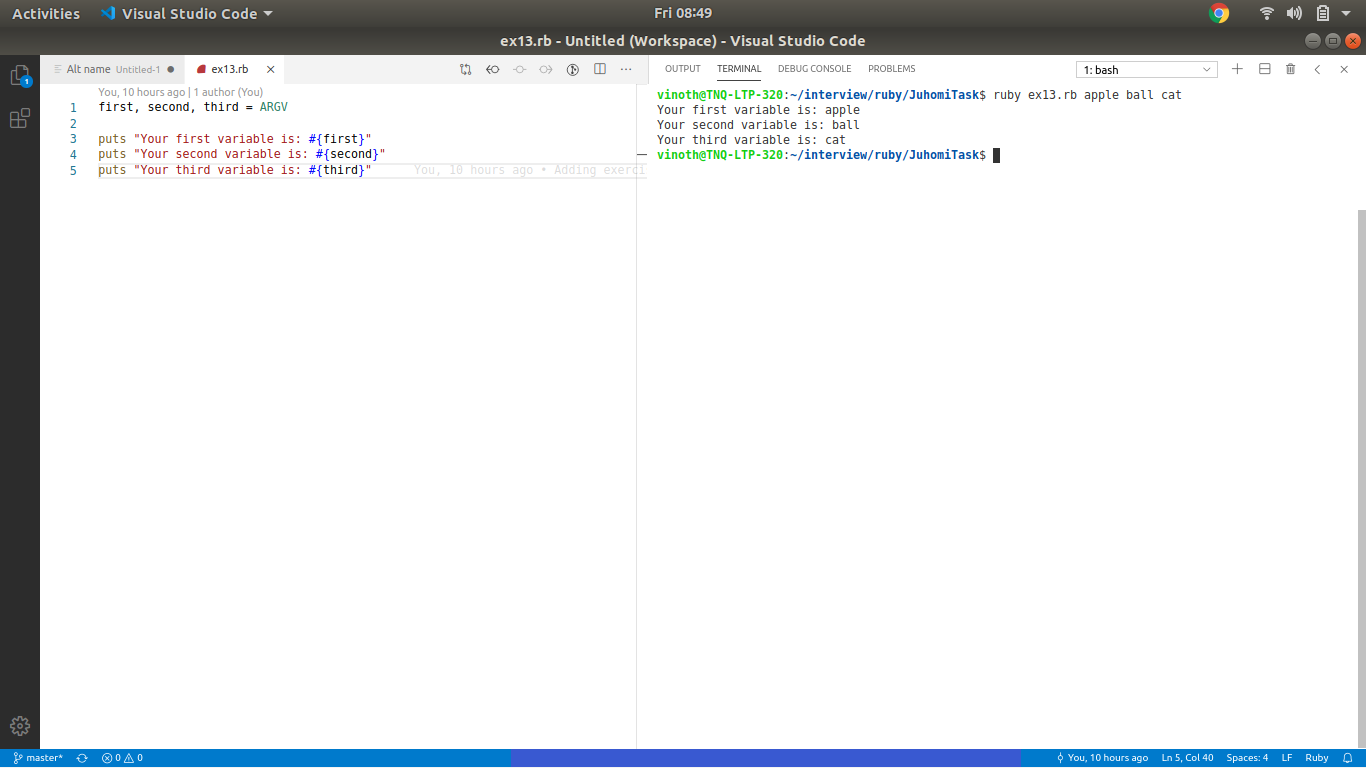 Activities Visual Studio Code Fri 08:49
ex13.rb - Untitled (Workspace) - Visual Studio Code
1
Alt name Untitled-1 ex13.rb
You, 10 hours ago | 1 author (You)
1 first, second, third = ARGV
2
3 puts "Your first variable is: #{first}"
4 puts "Your second variable is: #{second}"
5 puts "Your third variable is: #{third}" You, 10 hours ago • Adding exerci
OUTPUT TERMINAL DEBUG CONSOLE PROBLEMS 1: bash
vinoth@TNQ-LTP-320:~/interview/ruby/JuhomiTask$ ruby ex13.rb apple ball cat
Your first variable is: apple
Your second variable is: ball
Your third variable is: cat
vinoth@TNQ-LTP-320:~/interview/ruby/JuhomiTask$
master* 0 0 You, 10 hours ago Ln 5, Col 40 Spaces: 4 LF Ruby